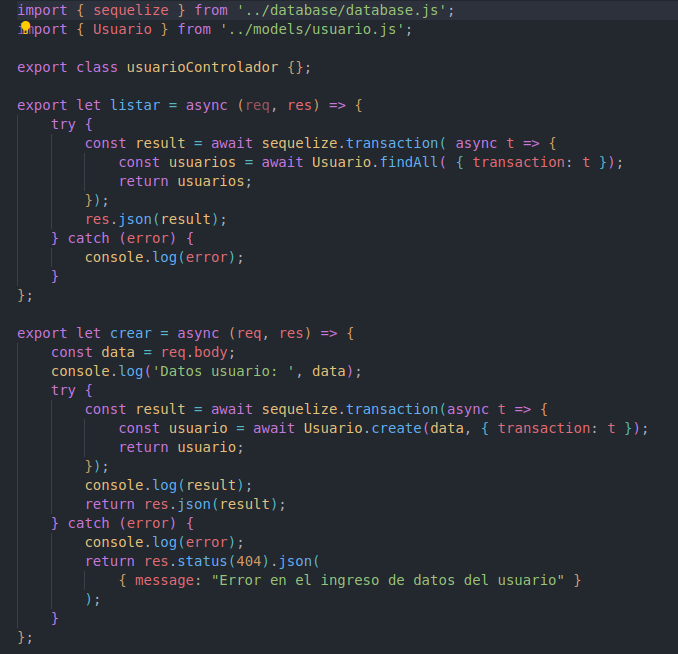 import { sequelize } from '../database/database.js';
import { Usuario } from '../models/usuario.js';
export class usuarioControlador {};
export let listar = async (req, res) => {
try {
const result = await sequelize.transaction( async t => {
const usuarios = await Usuario.findAll( { transaction: t });
return usuarios;
});
res.json(result);
} catch (error) {
console.log(error);
}
};
export let crear = async (req, res) => {
const data = req.body;
console.log('Datos usuario: ', data);
try {
const result = await sequelize.transaction(async t => {
const usuario = await Usuario.create(data, { transaction: t });
return usuario;
});
console.log(result);
return res.json(result);
} catch (error) {
console.log(error);
return res.status(404).json(
{ message: "Error en el ingreso de datos del usuario" }
);
}
};